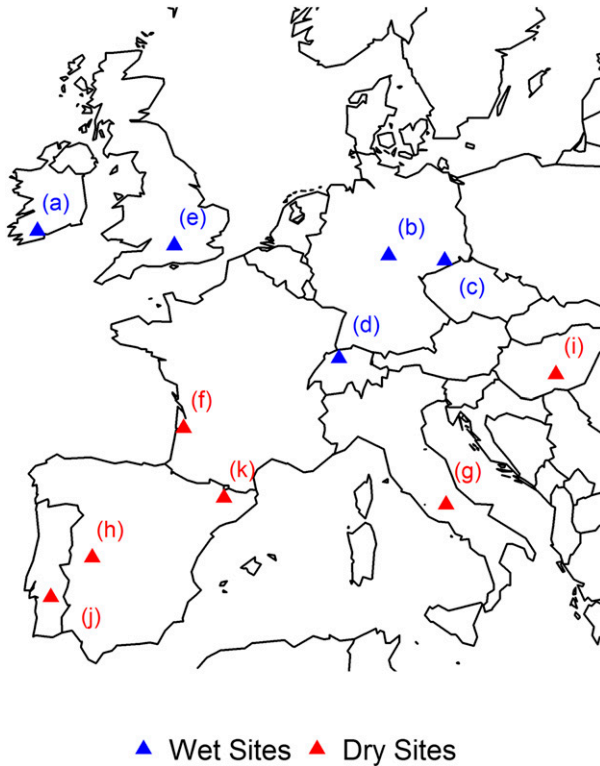 (a)
(e)
(b)
(c)
(d)
(i)
(f)
(k)
(g)
(h)
(j)
Wet Sites Dry Sites